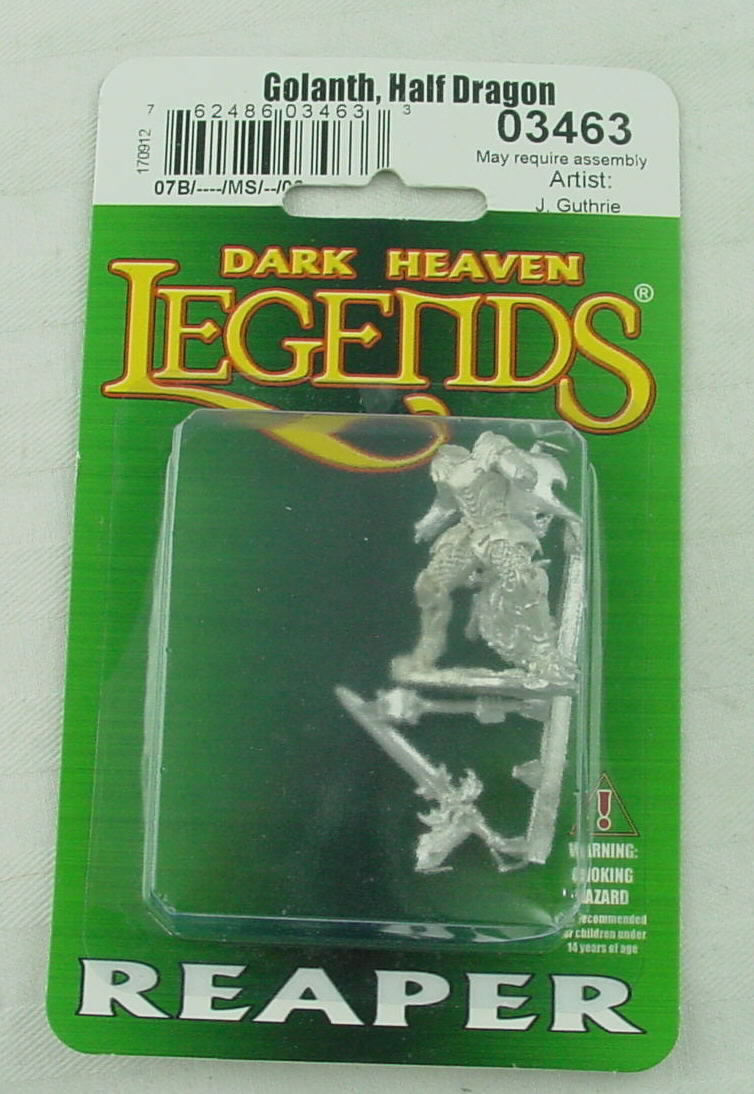 Golanth, Half Dragon
7 62486 03463 3
03463
170912
May require assembly
Artist:
07B/----/MS/--/
J. Guthrie
DARK HEAVEN
LEGENDS®
WARNING:
CHOKING
HAZARD
recommended
for children under
14 years of age
REAPER